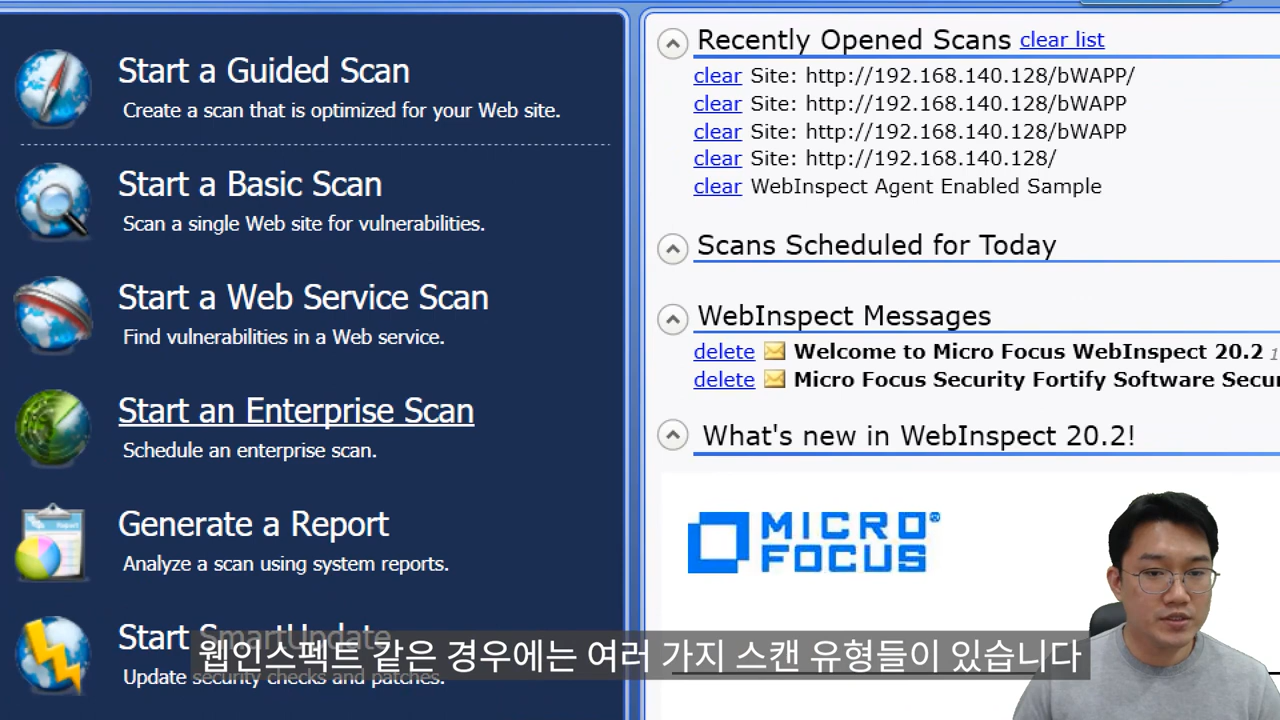 Start a Guided Scan
Create a scan that is optimized for your Web site.
Start a Basic Scan
Scan a single Web site for vulnerabilities.
Start a Web Service Scan
Find vulnerabilities in a Web service.
Start an Enterprise Scan
Schedule an enterprise scan.
Generate a Report
Analyze a scan using system reports.
Start SmartUpdate
Update security checks and patches.
Recently Opened Scans clear list
clear Site: http://192.168.140.128/bWAPP/
clear Site: http://192.168.140.128/bWAPP
clear Site: http://192.168.140.128/bWAPP
clear Site: http://192.168.140.128/
clear WebInspect Agent Enabled Sample
Scans Scheduled for Today
WebInspect Messages
delete Welcome to Micro Focus WebInspect 20.2
delete Micro Focus Security Fortify Software
What's new in WebInspect 20.2!
MICRO
FOCUS
웹인스펙트 같은 경우에는 여러 가지 스캔 유형들이 있습니다